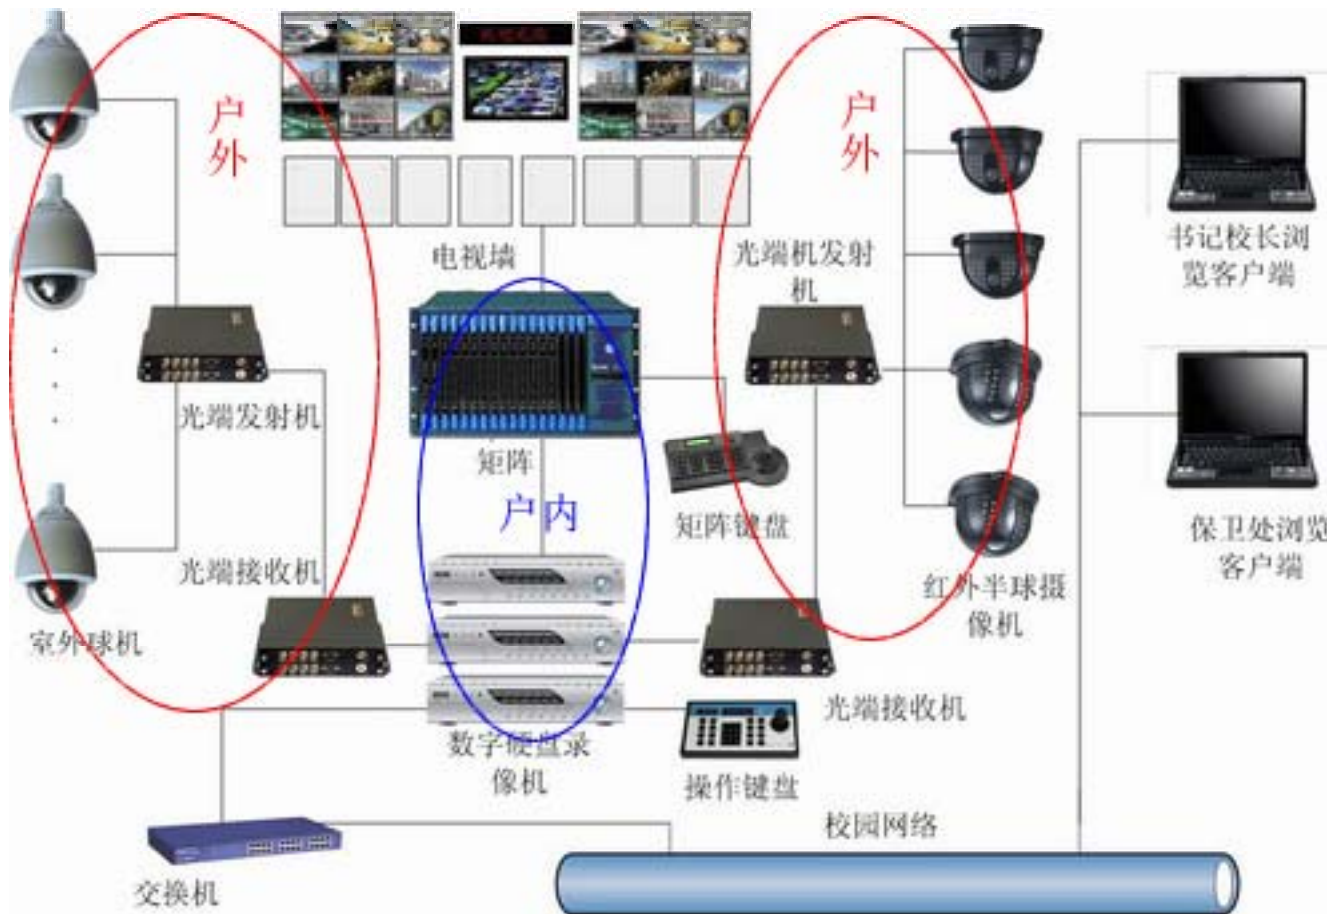 户
外
户
外
电视墙
光端机发射
机
书记校长浏
览客户端
光端发射机
矩阵
户内
矩阵键盘
保卫处浏览
客户端
光端接收机
红外半球摄
像机
室外球机
光端接收机
数字硬盘录
像机
操作键盘
校园网络
交换机